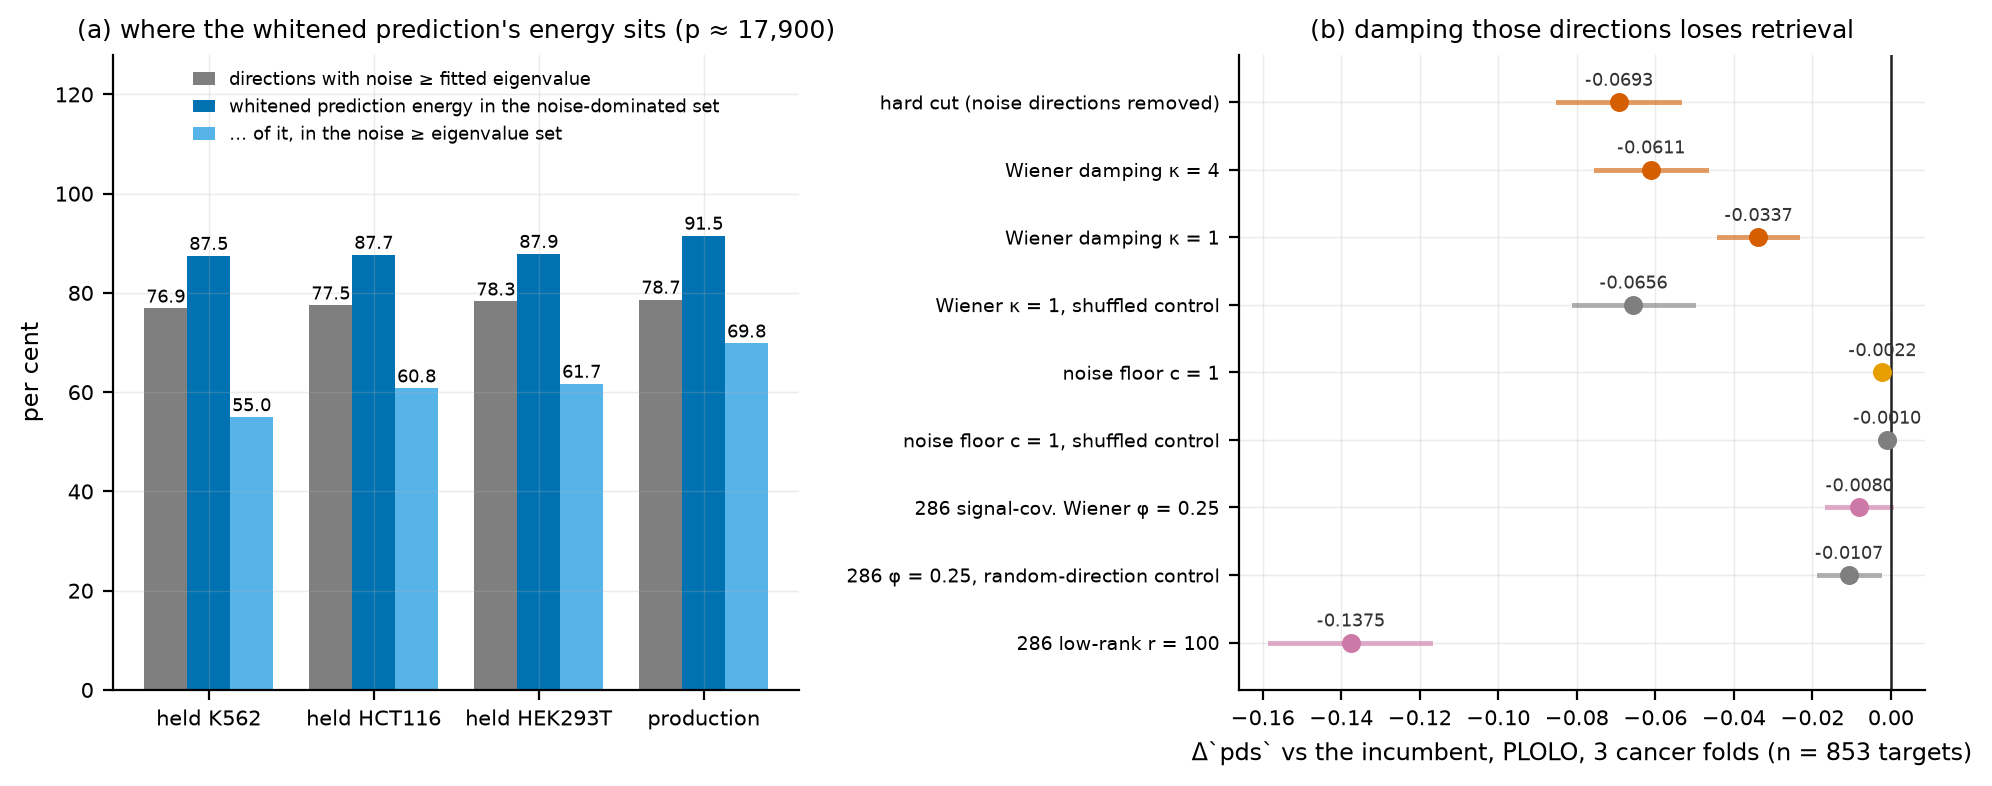 (a) where the whitened prediction's energy sits (p ≈ 17,900)
directions with noise ≥ fitted eigenvalue
whitened prediction energy in the noise-dominated set
... of it, in the noise ≥ eigenvalue set
per cent
120
100
80
60
40
20
0
76.9
87.5
55.0
77.5
87.7
60.8
78.3
87.9
61.7
78.7
91.5
69.8
held K562
held HCT116
held HEK293T
production
(b) damping those directions loses retrieval
hard cut (noise directions removed)
-0.0693
Wiener damping κ = 4
-0.0611
Wiener damping κ = 1
-0.0337
Wiener κ = 1, shuffled control
-0.0656
noise floor c = 1
-0.0022
noise floor c = 1, shuffled control
-0.0010
286 signal-cov. Wiener φ = 0.25
-0.0080
286 φ = 0.25, random-direction control
-0.0107
286 low-rank r = 100
-0.1375
−0.16
−0.14
−0.12
−0.10
−0.08
−0.06
−0.04
−0.02
0.00
Δ`pds` vs the incumbent, PLOLO, 3 cancer folds (n = 853 targets)